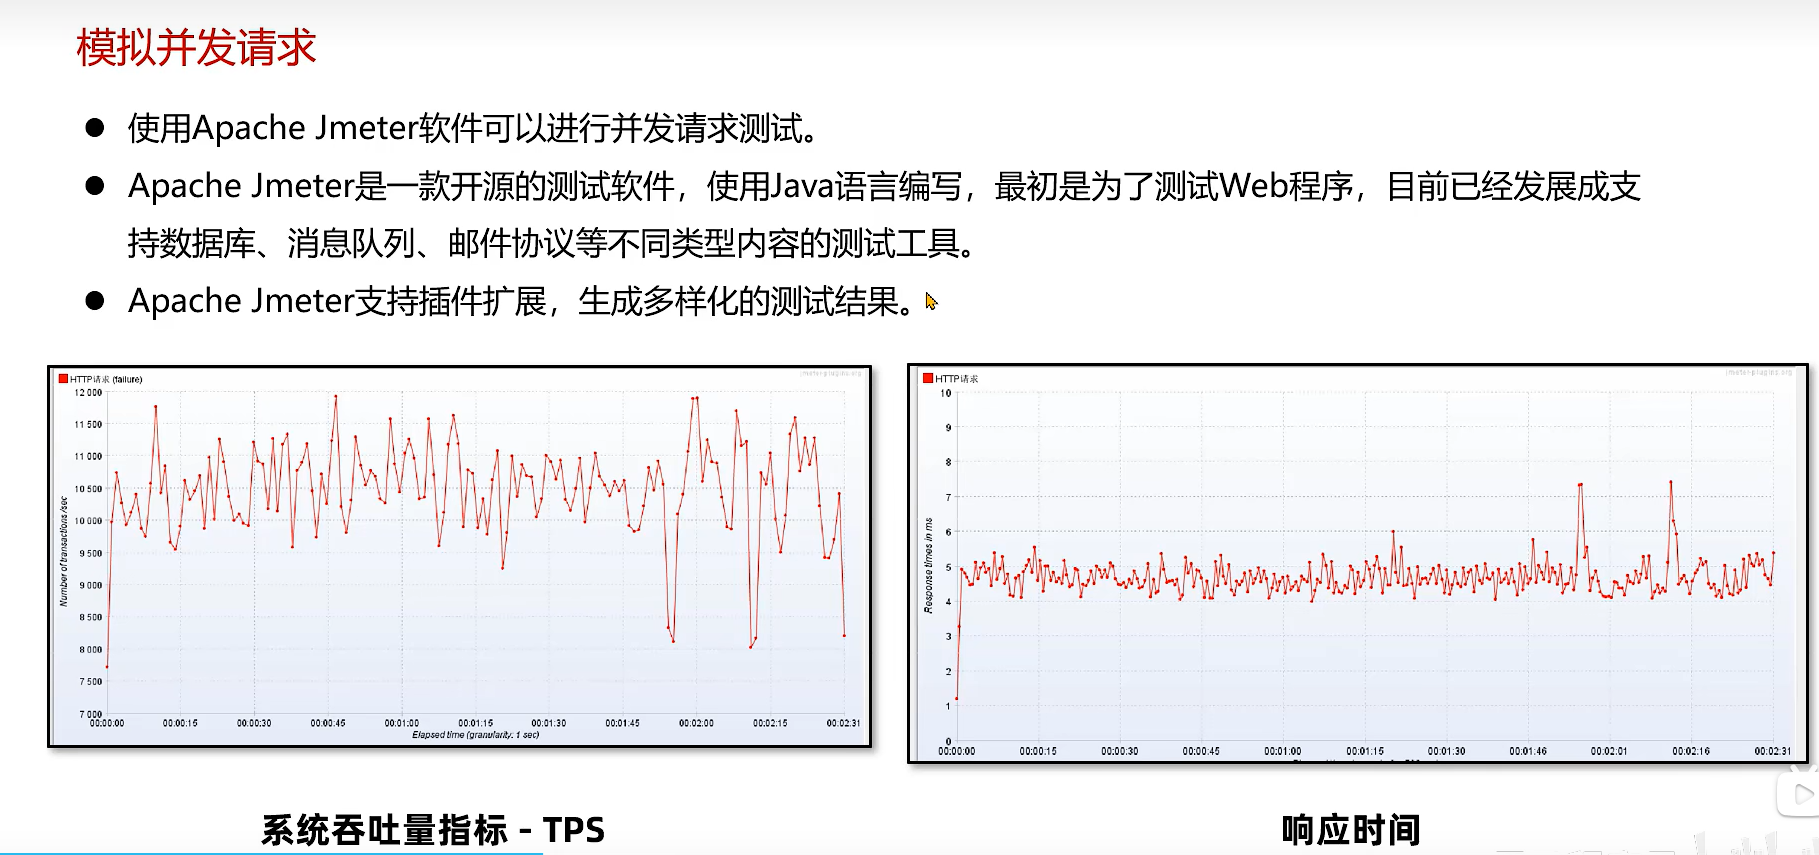 模拟并发请求
● 使用Apache Jmeter软件可以进行并发请求测试。
● Apache Jmeter是一款开源的测试软件，使用Java语言编写，最初是为了测试Web程序，目前已经发展成支
持数据库、消息队列、邮件协议等不同类型内容的测试工具。
● Apache Jmeter支持插件扩展，生成多样化的测试结果。
HTTP请求 (failure)
jmeter-plugins.org
12 000
11 500
11 000
10 500
10 000
9 500
9 000
8 500
8 000
7 500
7 000
Number of transactions /sec
00:00:00 00:00:15 00:00:30 00:00:45 00:01:00 00:01:15 00:01:30 00:01:45 00:02:00 00:02:15 00:02:31
Elapsed time (granularity: 1 sec)
系统吞吐量指标 - TPS
HTTP请求
jmeter-plugins.org
10
9
8
7
6
5
4
3
2
1
0
Response times in ms
00:00:00 00:00:15 00:00:30 00:00:45 00:01:00 00:01:15 00:01:30 00:01:46 00:02:01 00:02:16 00:02:31
响应时间